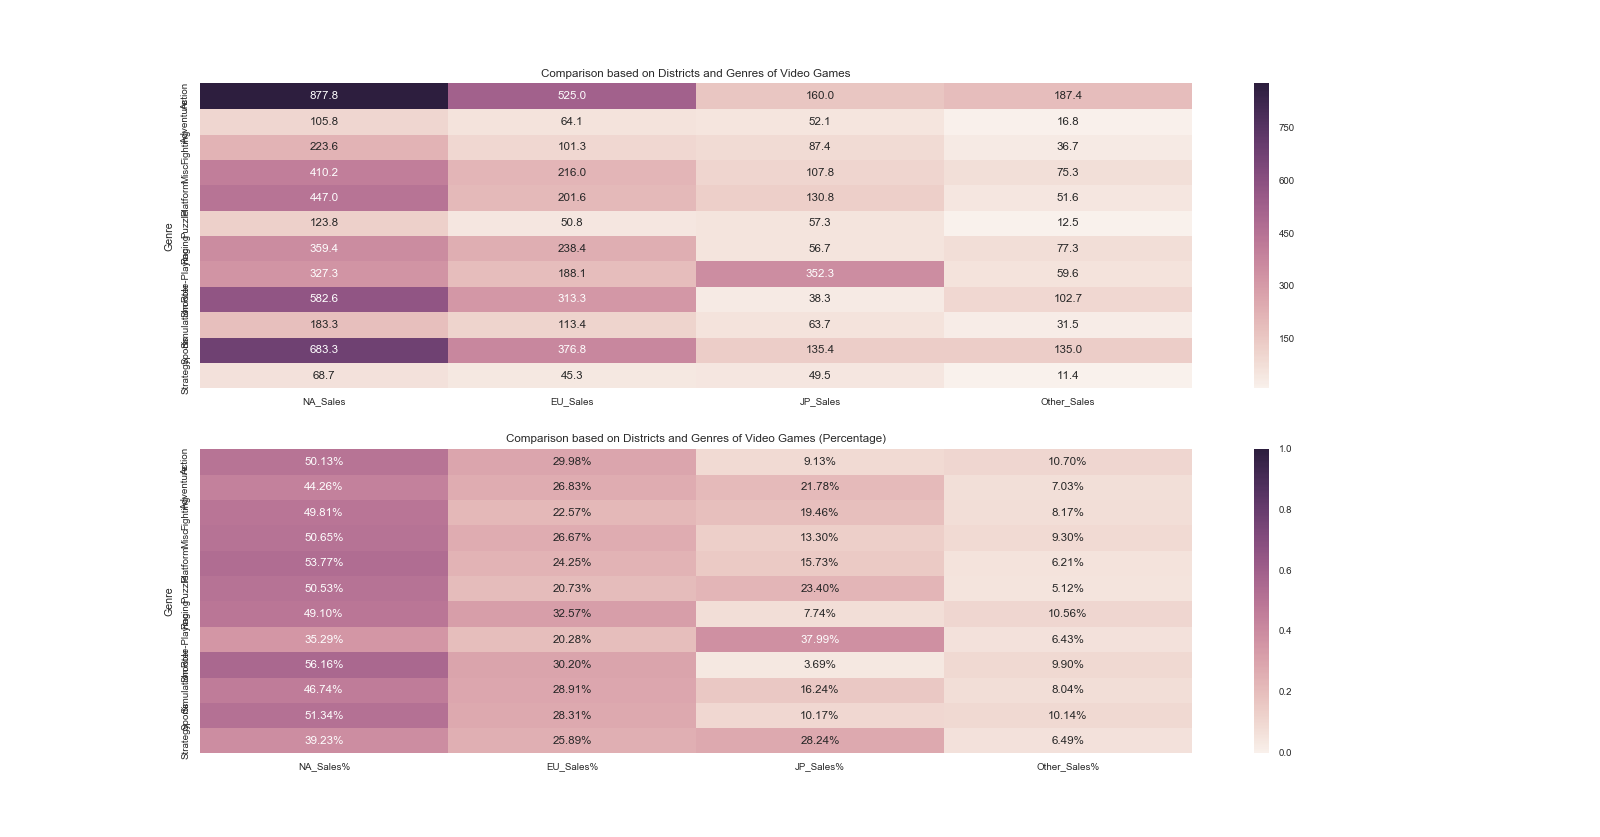 Comparison based on Districts and Genres of Video Games
Genre
Action 877.8 525.0 160.0 187.4
Adventure 105.8 64.1 52.1 16.8
Fighting 223.6 101.3 87.4 36.7
Misc 410.2 216.0 107.8 75.3
Platform 447.0 201.6 130.8 51.6
Puzzle 123.8 50.8 57.3 12.5
Racing 359.4 238.4 56.7 77.3
Role-Playing 327.3 188.1 352.3 59.6
Shooter 582.6 313.3 38.3 102.7
Simulation 183.3 113.4 63.7 31.5
Sports 683.3 376.8 135.4 135.0
Strategy 68.7 45.3 49.5 11.4
NA_Sales EU_Sales JP_Sales Other_Sales
750
600
450
300
150
Comparison based on Districts and Genres of Video Games (Percentage)
Genre
Action 50.13% 29.98% 9.13% 10.70%
Adventure 44.26% 26.83% 21.78% 7.03%
Fighting 49.81% 22.57% 19.46% 8.17%
Misc 50.65% 26.67% 13.30% 9.30%
Platform 53.77% 24.25% 15.73% 6.21%
Puzzle 50.53% 20.73% 23.40% 5.12%
Racing 49.10% 32.57% 7.74% 10.56%
Role-Playing 35.29% 20.28% 37.99% 6.43%
Shooter 56.16% 30.20% 3.69% 9.90%
Simulation 46.74% 28.91% 16.24% 8.04%
Sports 51.34% 28.31% 10.17% 10.14%
Strategy 39.23% 25.89% 28.24% 6.49%
NA_Sales% EU_Sales% JP_Sales% Other_Sales%
1.0
0.8
0.6
0.4
0.2
0.0